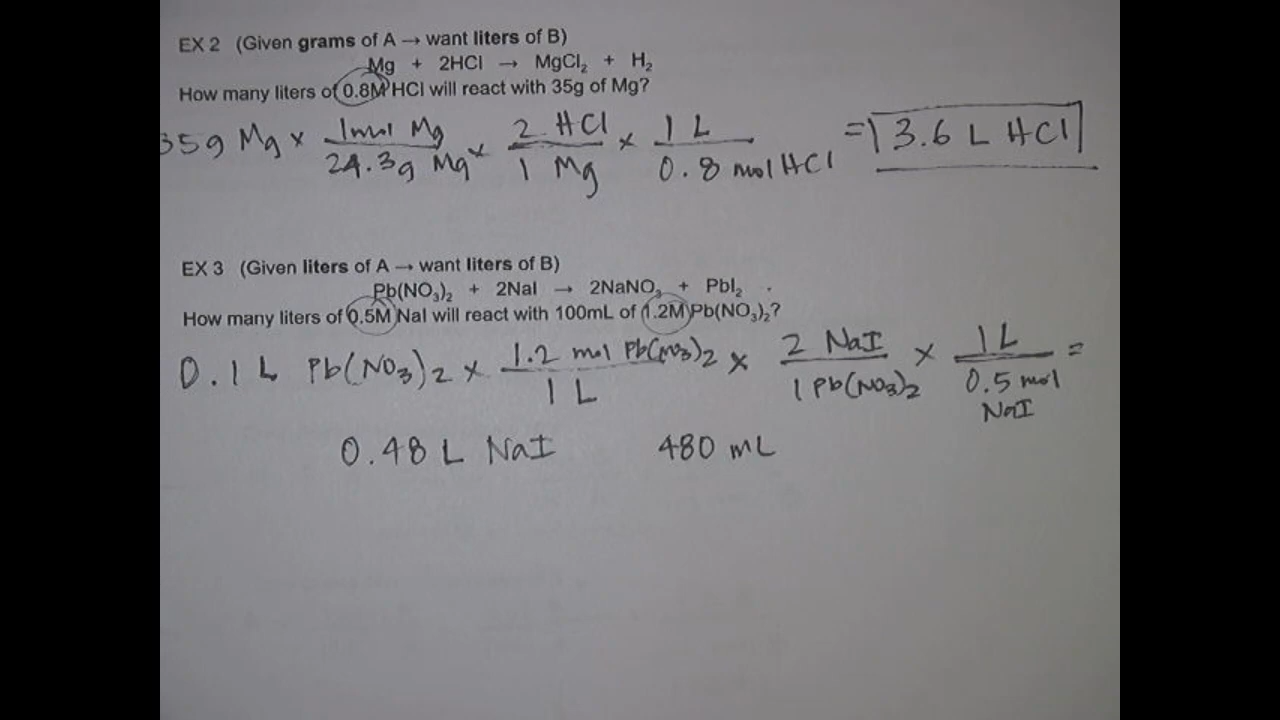 EX 2 (Given grams of A → want liters of B)
Mg + 2HCl → MgCl₂ + H₂
How many liters of 0.8M HCl will react with 35g of Mg?
35g Mg × 1 mol Mg / 24.3g Mg × 2 HCl / 1 Mg × 1 L / 0.8 mol HCl = 3.6 L HCl
EX 3 (Given liters of A → want liters of B)
Pb(NO₃)₂ + 2NaI → 2NaNO₃ + PbI₂ .
How many liters of 0.5M NaI will react with 100mL of 1.2M Pb(NO₃)₂?
0.1 L Pb(NO₃)₂ × 1.2 mol Pb(NO₃)₂ / 1 L × 2 NaI / 1 Pb(NO₃)₂ × 1 L / 0.5 mol NaI =
0.48 L NaI 480 mL